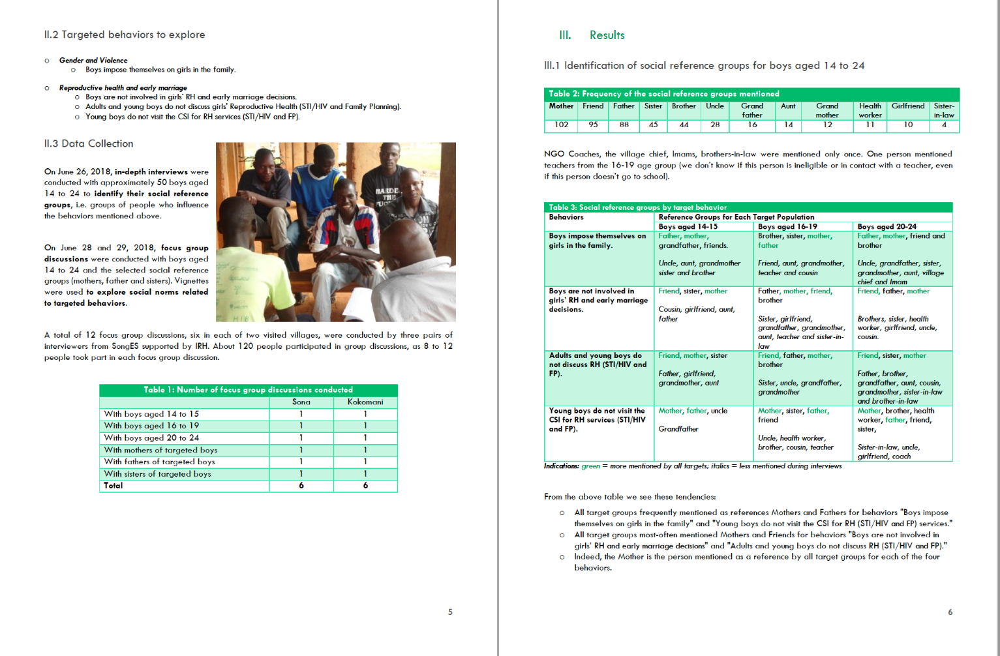 II.2 Targeted behaviors to explore
o Gender and Violence
o Boys impose themselves on girls in the family.
o Reproductive health and early marriage
o Boys are not involved in girls' RH and early marriage decisions.
o Adults and young boys do not discuss girls' Reproductive Health (STI/HIV and Family Planning).
o Young boys do not visit the CSI for RH services (STI/HIV and FP).
II.3 Data Collection
On June 26, 2018, in-depth interviews were
conducted with approximately 50 boys aged
14 to 24 to identify their social reference
groups, i.e. groups of people who influence
the behaviors mentioned above.
On June 28 and 29, 2018, focus group
discussions were conducted with boys aged
14 to 24 and the selected social reference
groups (mothers, father and sisters). Vignettes
were used to explore social norms related
to targeted behaviors.
HARDE
THE
HIB
A total of 12 focus group discussions, six in each of two visited villages, were conducted by three pairs of
interviewers from SongES supported by IRH. About 120 people participated in group discussions, as 8 to 12
people took part in each focus group discussion.
Table 1: Number of focus group discussions conducted
Sona Kokomani
With boys aged 14 to 15 1 1
With boys aged 16 to 19 1 1
With boys aged 20 to 24 1 1
With mothers of targeted boys 1 1
With fathers of targeted boys 1 1
With sisters of targeted boys 1 1
Total 6 6
5
III. Results
III.1 Identification of social reference groups for boys aged 14 to 24
Table 2: Frequency of the social reference groups mentioned
Mother Friend Father Sister Brother Uncle Grand Aunt Grand Health Girlfriend Sister-
father mother worker in-law
102 95 88 45 44 28 16 14 12 11 10 4
NGO Coaches, the village chief, Imams, brothers-in-law were mentioned only once. One person mentioned
teachers from the 16-19 age group (we don't know if this person is ineligible or in contact with a teacher, even
if this person doesn't go to school).
Table 3: Social reference groups by target behavior
Behaviors Reference Groups for Each Target Population
Boys aged 14-15 Boys aged 16-19 Boys aged 20-24
Boys impose themselves on Father, mother, Brother, sister, mother, Father, mother, friend and
girls in the family. grandfather, friends. father brother
Uncle, aunt, grandmother Friend, aunt, grandmother, Uncle, grandfather, sister,
sister and brother teacher and cousin grandmother, aunt, village
chief and Imam
Boys are not involved in Friend, sister, mother Father, mother, friend, Friend, father, mother
girls' RH and early marriage brother
decisions. Cousin, girlfriend, aunt,
father Sister, girlfriend, Brothers, sister, health
grandfather, grandmother, worker, girlfriend, uncle,
aunt, teacher and sister-in- cousin.
law
Adults and young boys do Friend, mother, sister Friend, father, mother, Friend, sister, mother
not discuss RH (STI/HIV and brother
FP). Father, girlfriend, Father, brother,
grandmother, aunt Sister, uncle, grandfather, grandfather, aunt, cousin,
grandmother grandmother, sister-in-law
and brother-in-law
Young boys do not visit the Mother, father, uncle Mother, sister, father, Mother, brother, health
CSI for RH services (STI/HIV friend worker, father, friend,
and FP). Grandfather sister,
Uncle, health worker,
brother, cousin, teacher Sister-in-law, uncle,
girlfriend, coach
Indications: green = more mentioned by all targets; italics = less mentioned during interviews
From the above table we see these tendencies:
o All target groups frequently mentioned as references Mothers and Fathers for behaviors "Boys impose
themselves on girls in the family" and "Young boys do not visit the CSI for RH (STI/HIV and FP) services."
o All target groups most-often mentioned Mothers and Friends for behaviors "Boys are not involved in
girls' RH and early marriage decisions" and "Adults and young boys do not discuss RH (STI/HIV and FP)."
o Indeed, the Mother is the person mentioned as a reference by all target groups for each of the four
behaviors.
6